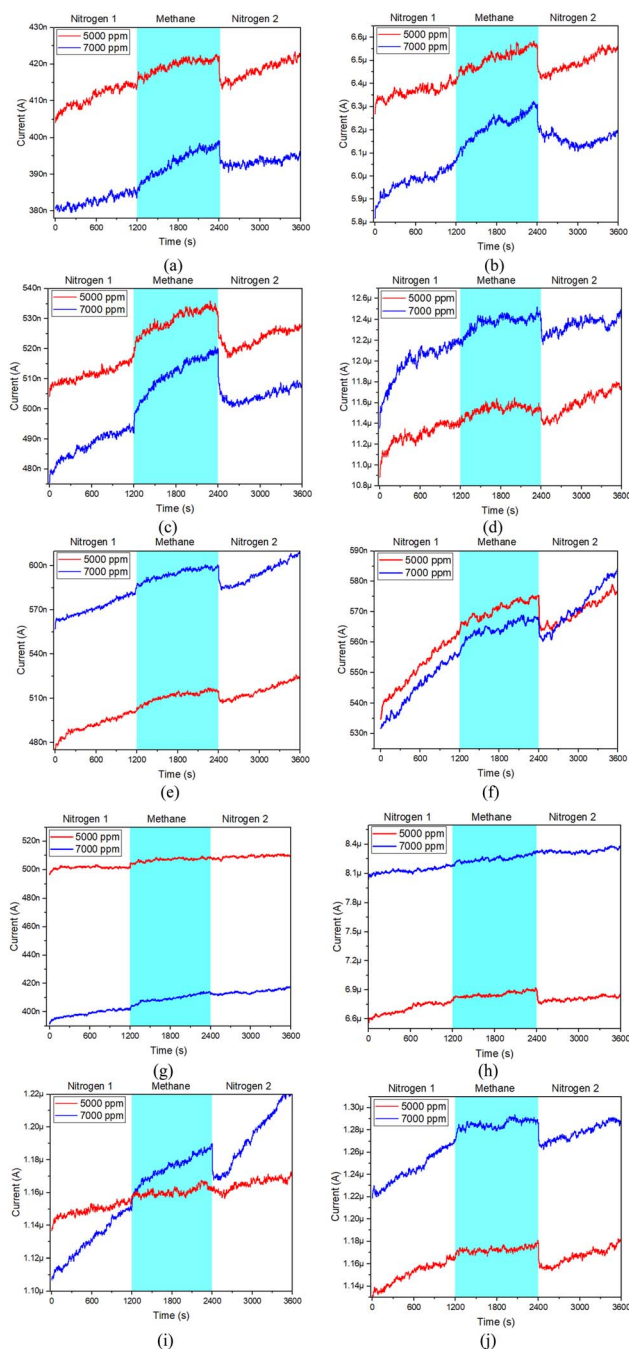 Nitrogen 1 Methane Nitrogen 2
5000 ppm
7000 ppm
430n
420n
410n
400n
390n
380n
Current (A)
0 600 1200 1800 2400 3000 3600
Time (s)
(a)
Nitrogen 1 Methane Nitrogen 2
5000 ppm
7000 ppm
6.6µ
6.5µ
6.4µ
6.3µ
6.1µ
6.0µ
5.9µ
5.8µ
Current (A)
0 600 1200 1800 2400 3000 3600
Time (s)
(b)
Nitrogen 1 Methane Nitrogen 2
5000 ppm
7000 ppm
540n
530n
520n
510n
500n
490n
480n
Current (A)
0 600 1200 1800 2400 3000 3600
Time (s)
(c)
Nitrogen 1 Methane Nitrogen 2
5000 ppm
7000 ppm
12.6µ
12.4µ
12.2µ
11.8µ
11.6µ
11.4µ
11.0µ
10.8µ
Current (A)
0 600 1200 1800 2400 3000 3600
Time (s)
(d)
Nitrogen 1 Methane Nitrogen 2
5000 ppm
7000 ppm
600n
570n
540n
510n
480n
Current (A)
0 600 1200 1800 2400 3000 3600
Time (s)
(e)
Nitrogen 1 Methane Nitrogen 2
5000 ppm
7000 ppm
590n
580n
570n
560n
550n
540n
530n
Current (A)
0 600 1200 1800 2400 3000 3600
Time (s)
(f)
Nitrogen 1 Methane Nitrogen 2
5000 ppm
7000 ppm
520n
500n
480n
460n
440n
420n
400n
Current (A)
0 600 1200 1800 2400 3000 3600
Time (s)
(g)
Nitrogen 1 Methane Nitrogen 2
5000 ppm
7000 ppm
8.4µ
8.1µ
7.8µ
7.2µ
6.9µ
6.6µ
Current (A)
0 600 1200 1800 2400 3000 3600
Time (s)
(h)
Nitrogen 1 Methane Nitrogen 2
5000 ppm
7000 ppm
1.22µ
1.20µ
1.18µ
1.16µ
1.14µ
1.12µ
1.10µ
Current (A)
0 600 1200 1800 2400 3000 3600
Time (s)
(i)
Nitrogen 1 Methane Nitrogen 2
5000 ppm
7000 ppm
1.30µ
1.28µ
1.26µ
1.24µ
1.22µ
1.20µ
1.18µ
1.16µ
1.14µ
Current (A)
0 600 1200 1800 2400 3000 3600
Time (s)
(j)